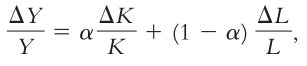 ΔY/Y = α ΔK/K + (1 − α) ΔL/L,